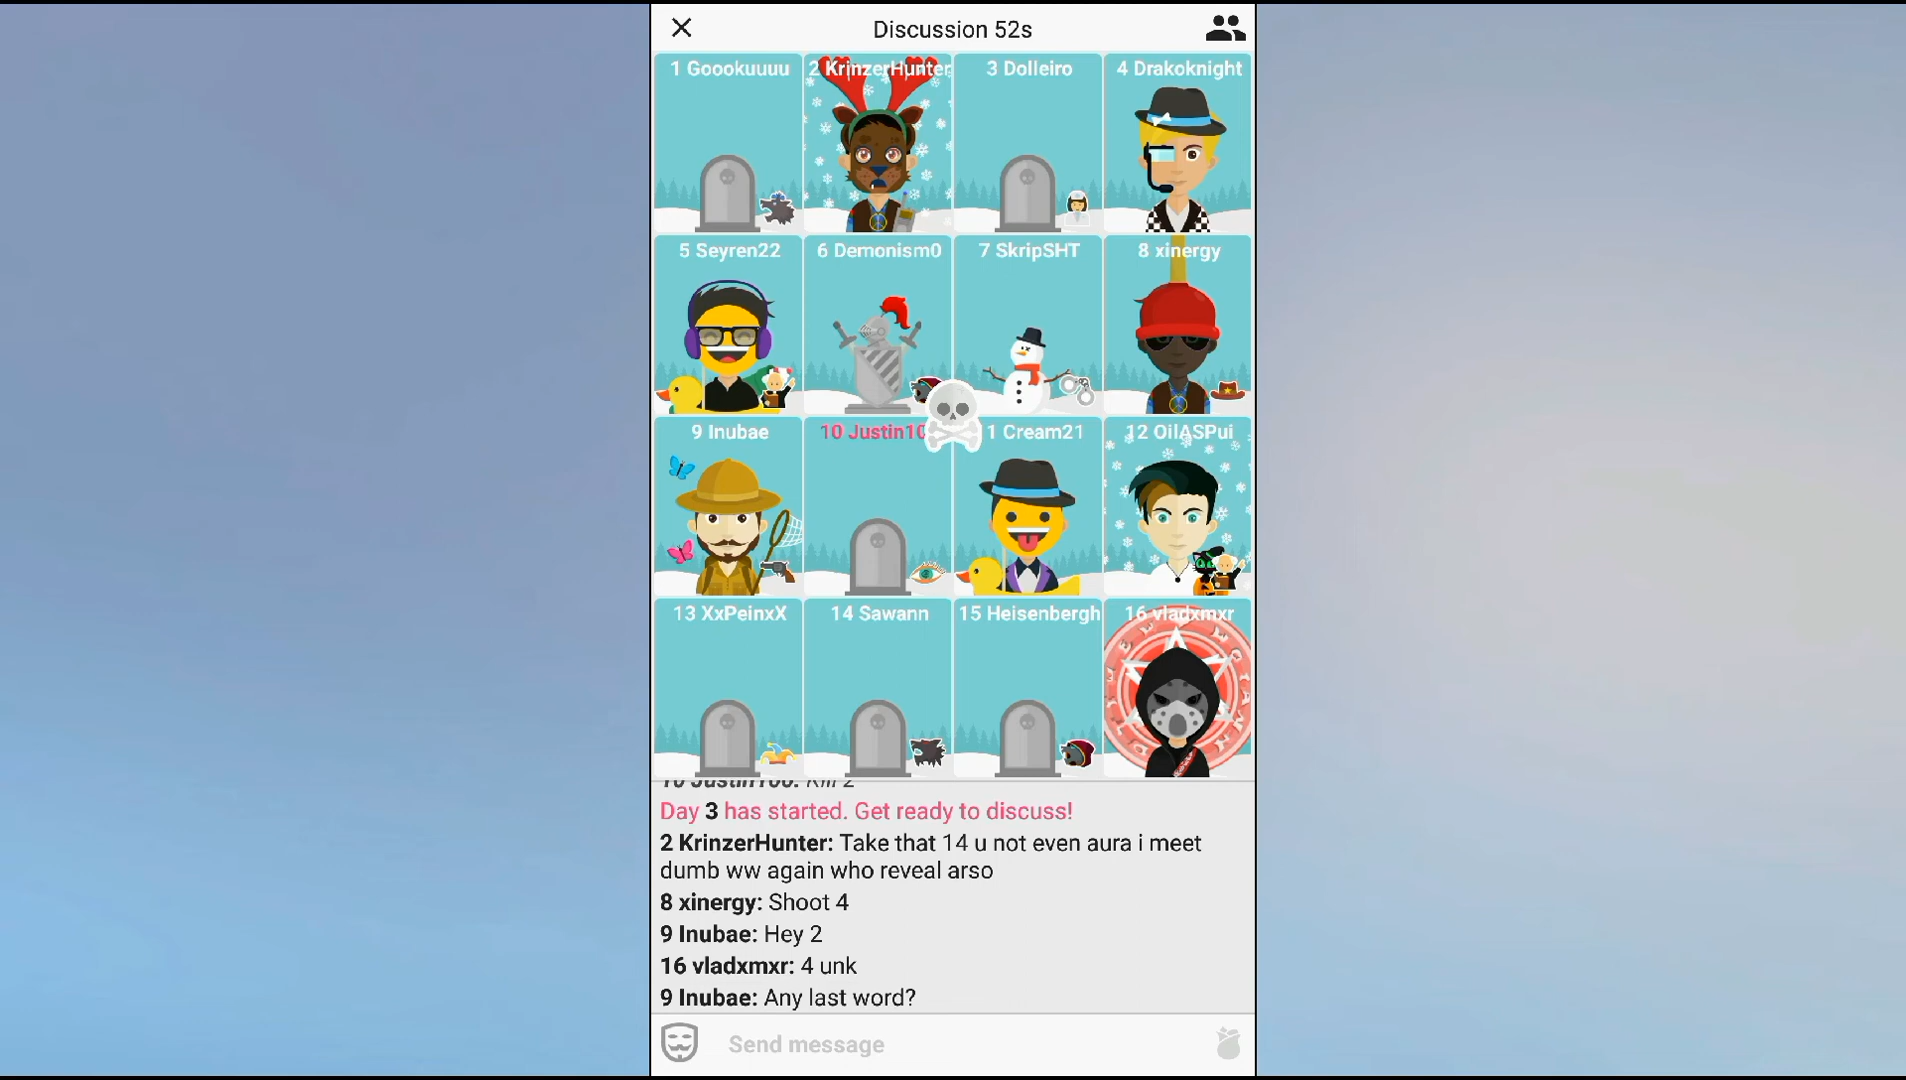 Discussion 52s
1 Goookuuuu
2 KrinzerHunter
3 Dolleiro
4 Drakoknight
5 Seyren22
6 Demonism0
7 SkripSHT
8 xinergy
9 Inubae
10 Justin10
1 Cream21
12 OilASPui
13 XxPeinxX
14 Sawann
15 Heisenbergh
16 vladxmxr
Day 3 has started. Get ready to discuss!
2 KrinzerHunter: Take that 14 u not even aura i meet
dumb ww again who reveal arso
8 xinergy: Shoot 4
9 Inubae: Hey 2
16 vladxmxr: 4 unk
9 Inubae: Any last word?
Send message